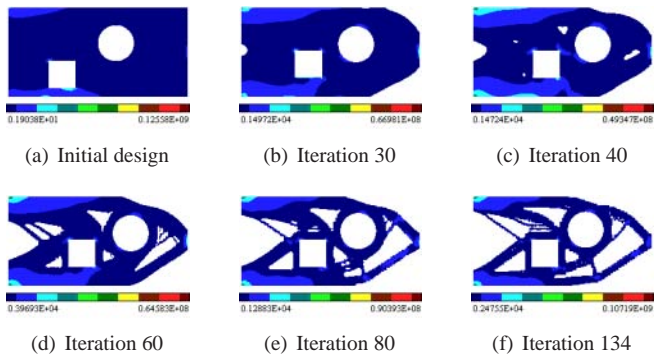 0.19038E+01 0.12558E+09
0.14972E+04 0.66981E+08
0.14724E+04 0.49347E+08
(a) Initial design
(b) Iteration 30
(c) Iteration 40
0.39693E+04 0.64583E+08
0.12883E+04 0.90393E+08
0.24755E+04 0.10719E+09
(d) Iteration 60
(e) Iteration 80
(f) Iteration 134